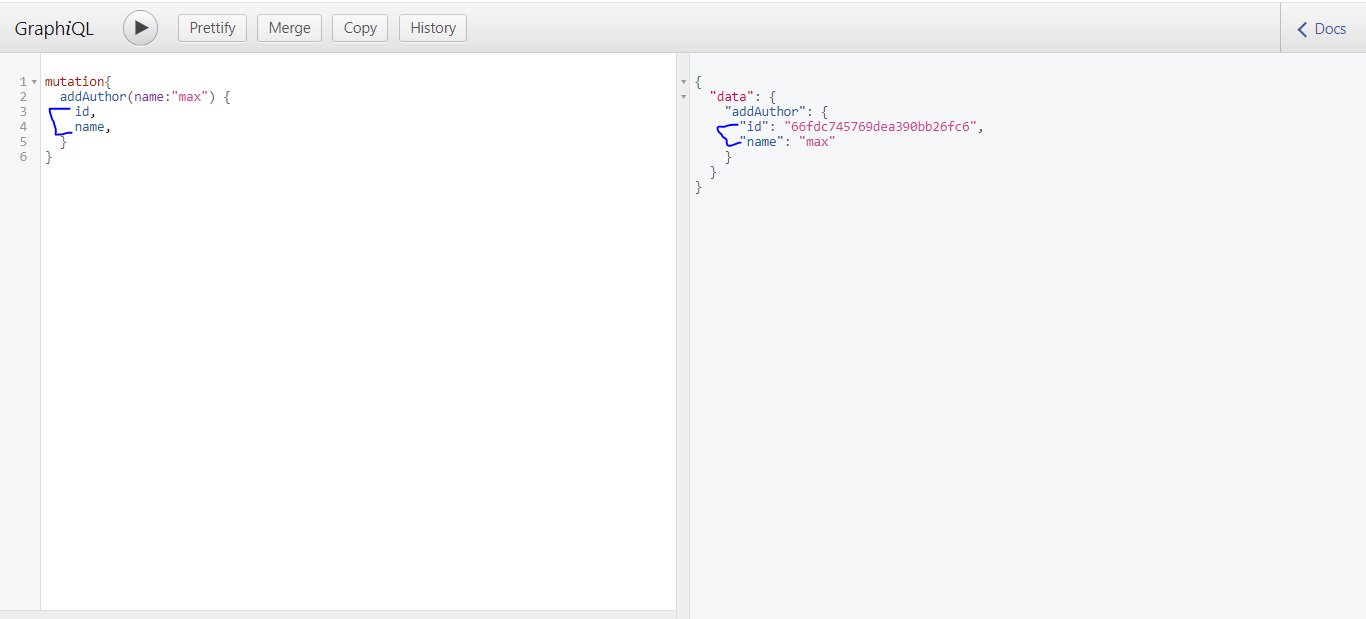 GraphiQL Prettify Merge Copy History Docs
1 mutation{
2 addAuthor(name:"max") {
3 id,
4 name,
5 }
6 }
{
"data": {
"addAuthor": {
"id": "66fdc745769dea390bb26fc6",
"name": "max"
}
}
}